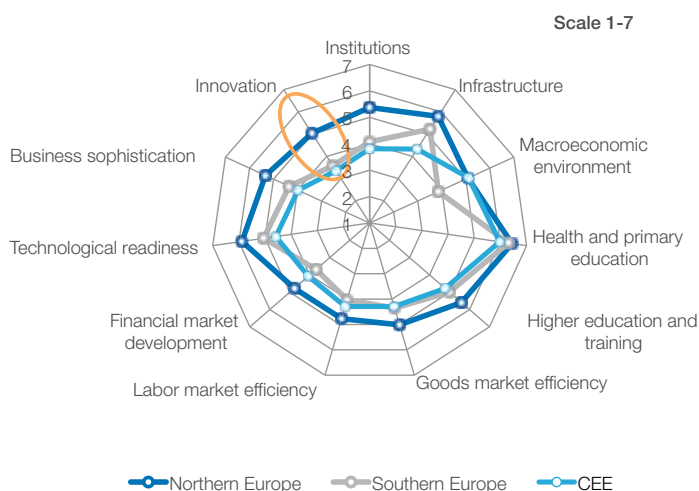 Scale 1-7
Institutions
7
6
5
4
3
2
1
Innovation
Infrastructure
Business sophistication
Macroeconomic
environment
Technological readiness
Health and primary
education
Financial market
development
Higher education and
training
Labor market efficiency
Goods market efficiency
Northern Europe
Southern Europe
CEE